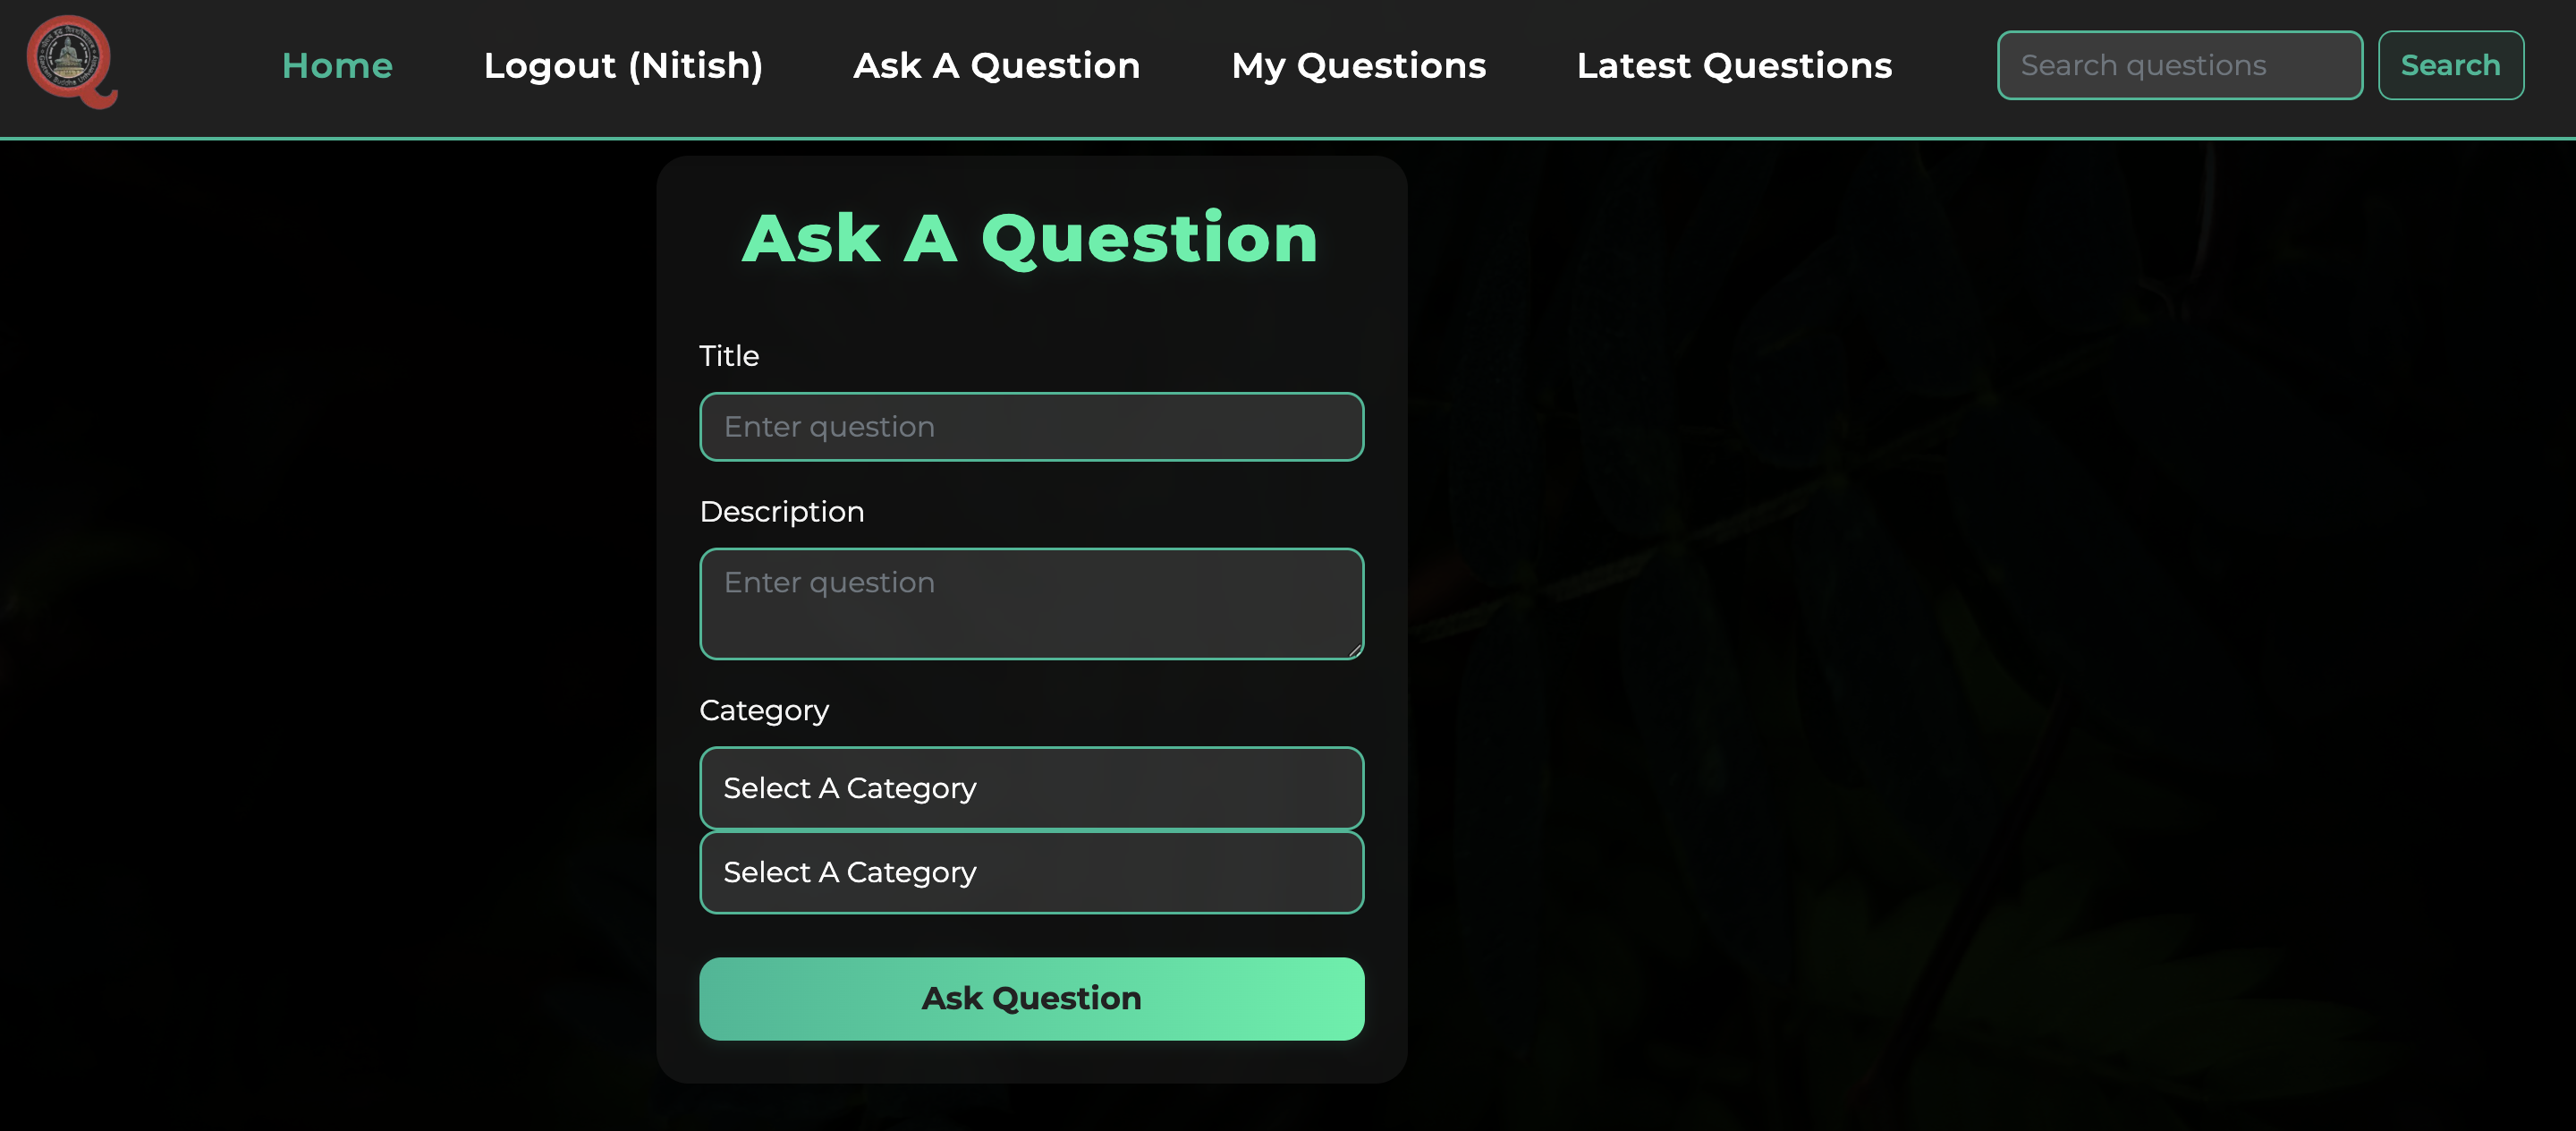 Home
Logout (Nitish)
Ask A Question
My Questions
Latest Questions
Search questions
Search
Ask A Question
Title
Enter question
Description
Enter question
Category
Select A Category
Select A Category
Ask Question